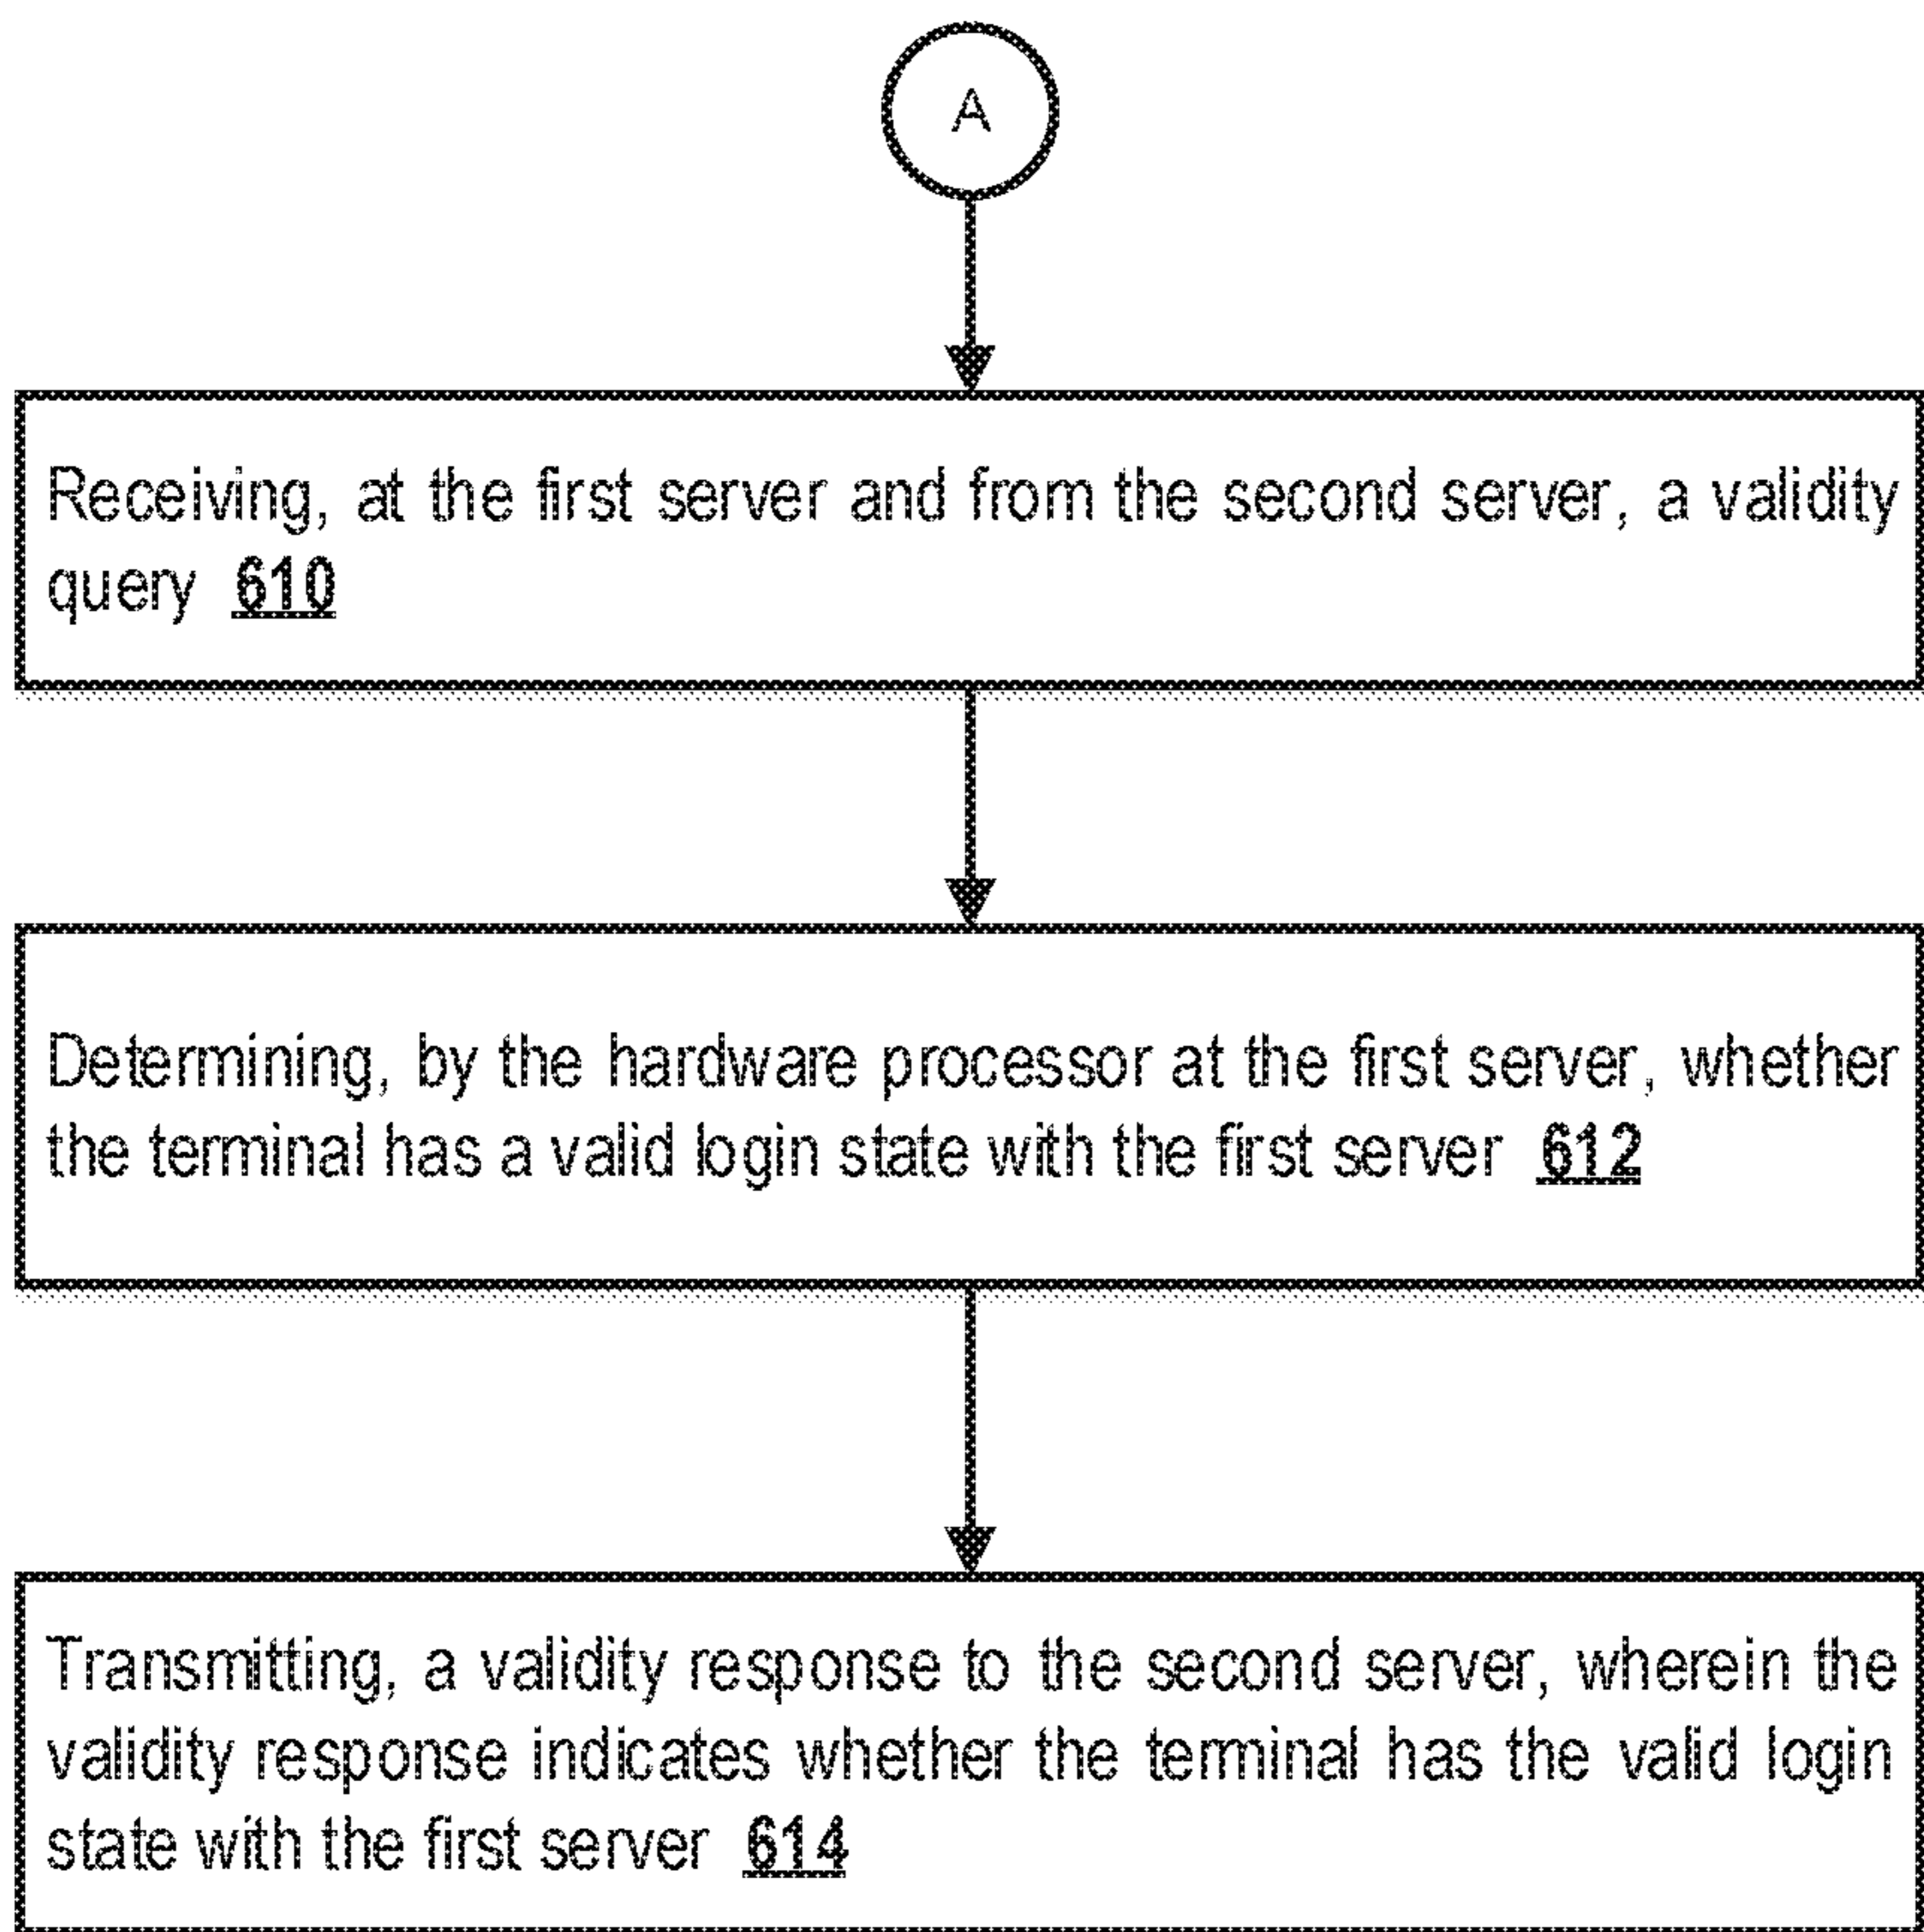 A
Receiving, at the first server and from the second server, a validity
query 610
Determining, by the hardware processor at the first server, whether
the terminal has a valid login state with the first server 612
Transmitting, a validity response to the second server, wherein the
validity response indicates whether the terminal has the valid login
state with the first server 614